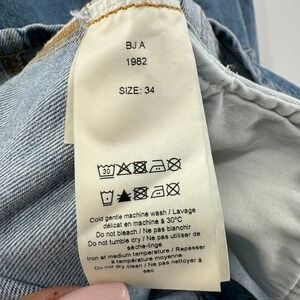 BJ.A
1982
SIZE: 34
30
Cold gentle machine wash / Lavage
délicat en machine à 30°C
Do not bleach / Ne pas blanchir
Do not tumble dry / Ne pas utiliser de
sèche-linge
Iron at medium temperature / Repasser
à température moyenne
Do not dry clean / Ne pas nettoyer à
sec